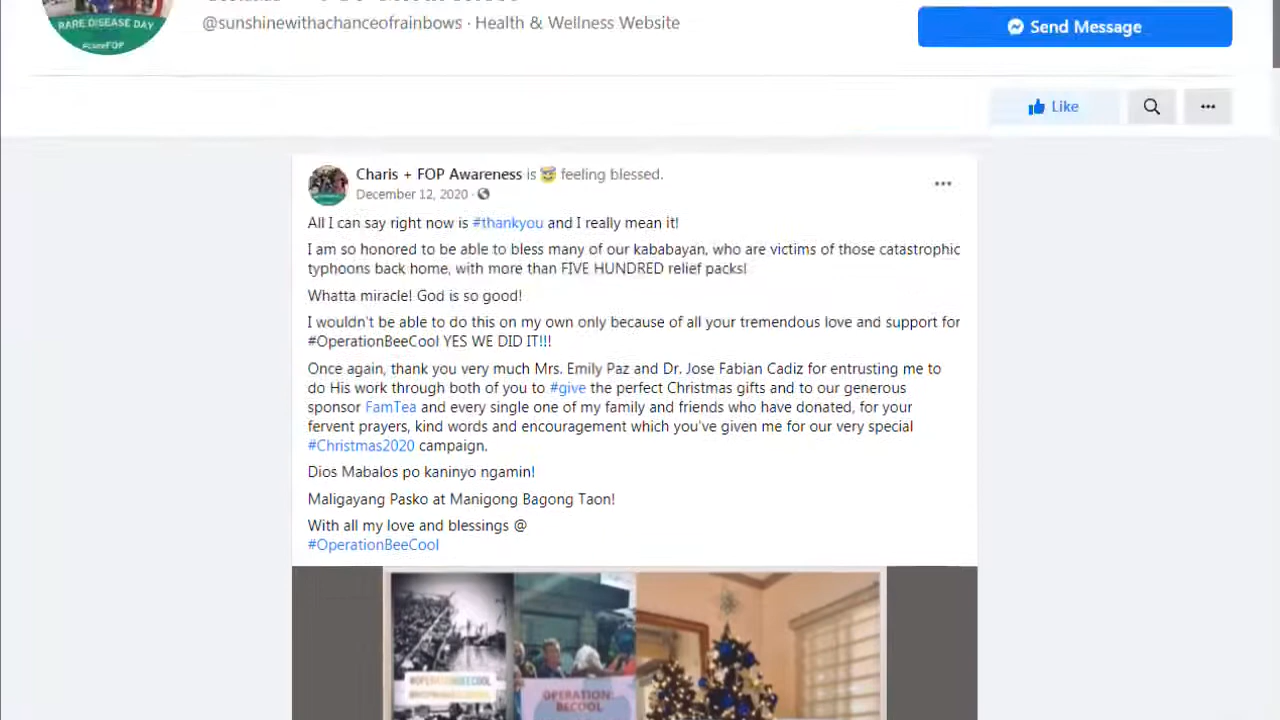 RARE DISEASE DAY
#cureFOP
@sunshinewithachanceofrainbows · Health & Wellness Website
Send Message
Like
Charis + FOP Awareness is feeling blessed.
December 12, 2020 ·
All I can say right now is #thankyou and I really mean it!
I am so honored to be able to bless many of our kababayan, who are victims of those catastrophic
typhoons back home, with more than FIVE HUNDRED relief packs!
Whatta miracle! God is so good!
I wouldn't be able to do this on my own only because of all your tremendous love and support for
#OperationBeeCool YES WE DID IT!!!
Once again, thank you very much Mrs. Emily Paz and Dr. Jose Fabian Cadiz for entrusting me to
do His work through both of you to #give the perfect Christmas gifts and to our generous
sponsor FamTea and every single one of my family and friends who have donated, for your
fervent prayers, kind words and encouragement which you've given me for our very special
#Christmas2020 campaign.
Dios Mabalos po kaninyo ngamin!
Maligayang Pasko at Manigong Bagong Taon!
With all my love and blessings @
#OperationBeeCool
#OPERATIONBEECOOL
OPERATION:
BECOOL